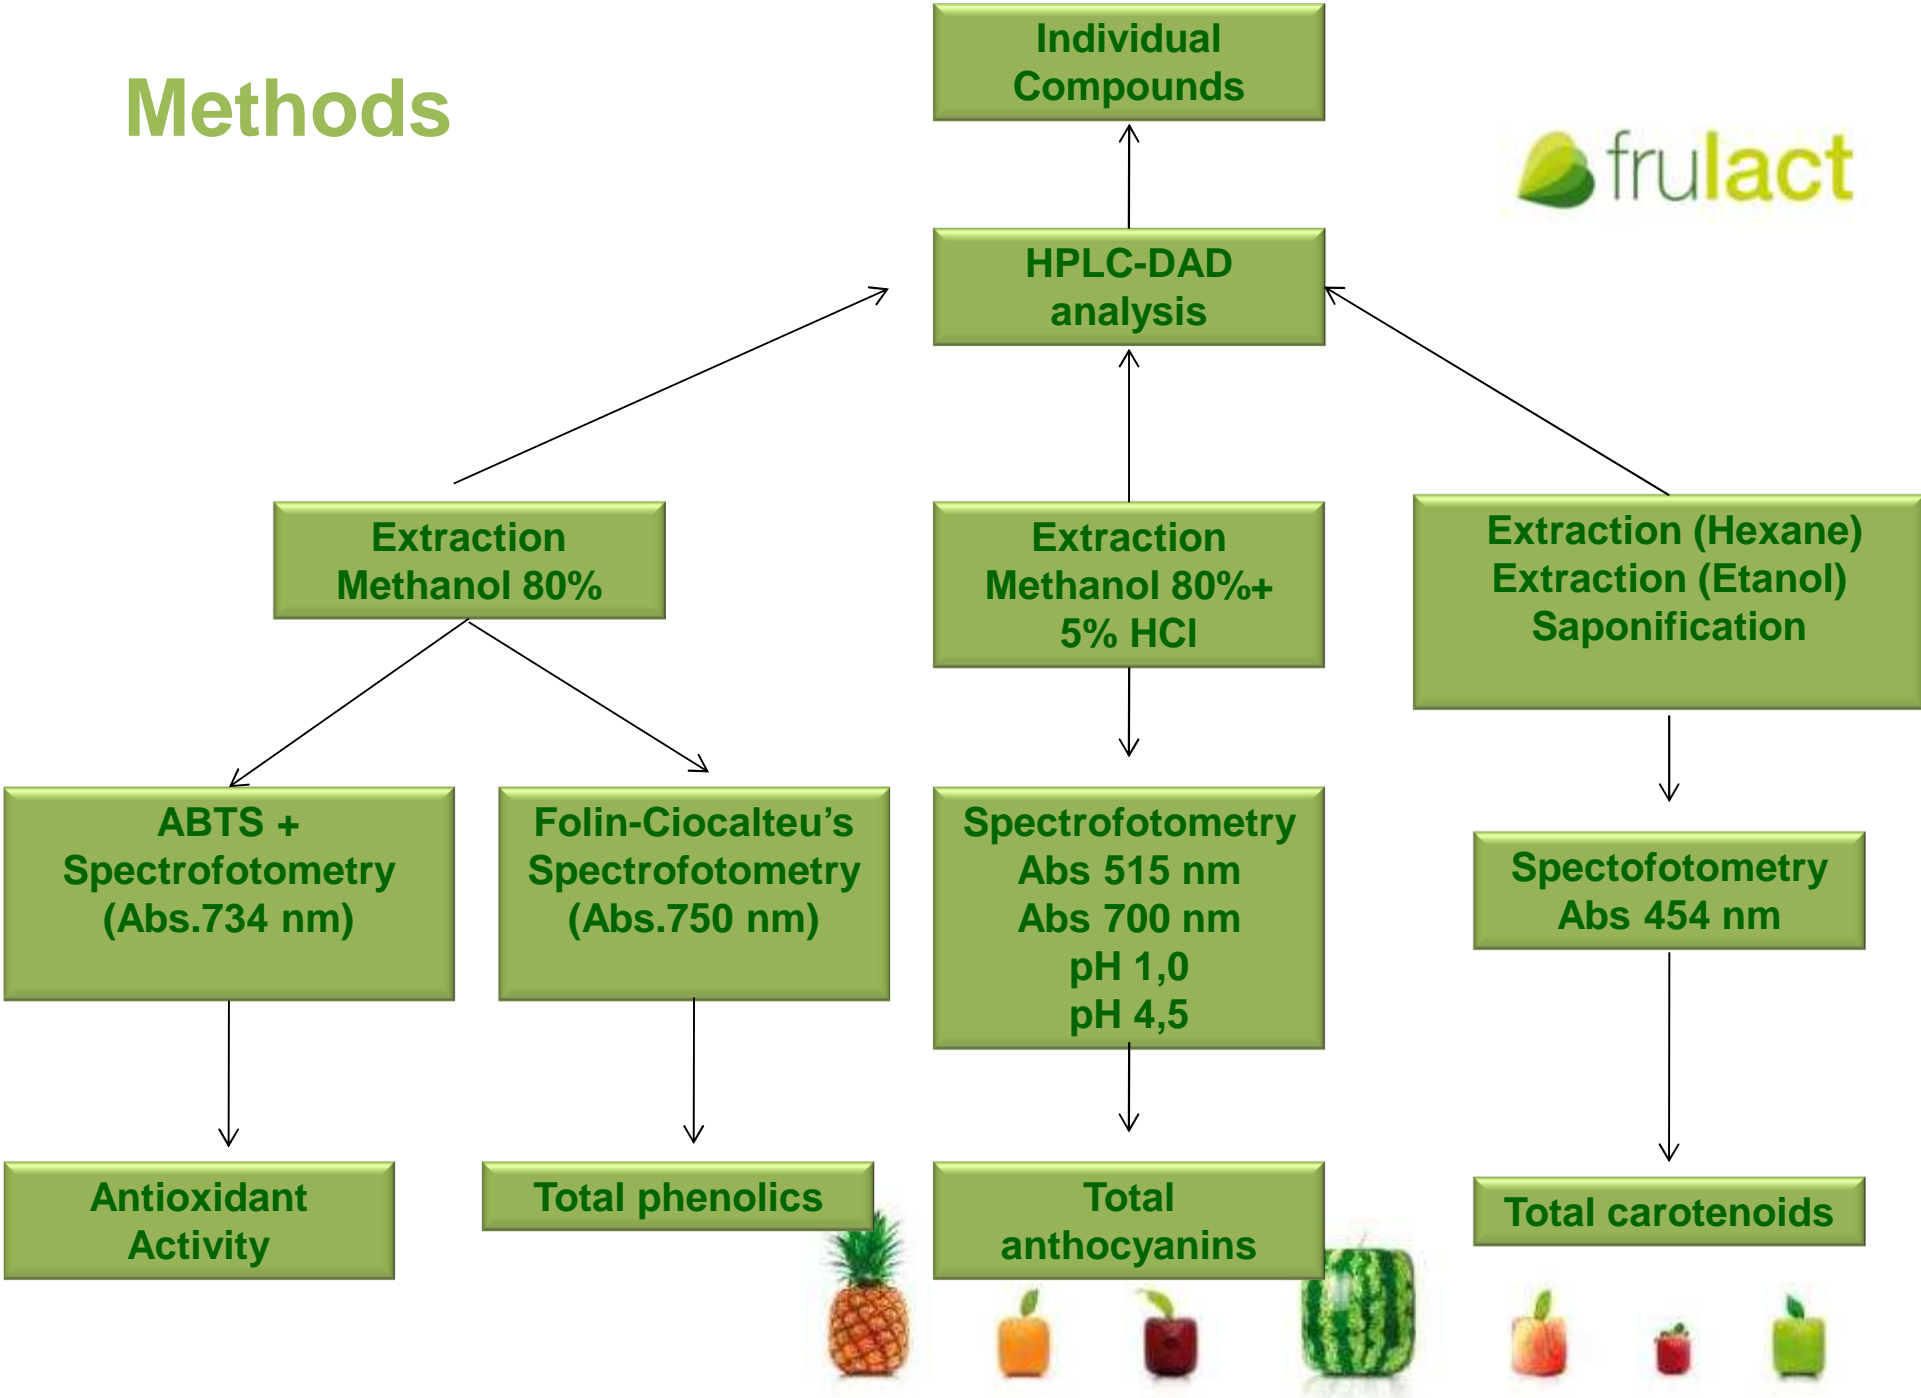 Methods
Individual
Compounds
frulact
HPLC-DAD
analysis
Extraction
Methanol 80%
Extraction
Methanol 80%+
5% HCl
Extraction (Hexane)
Extraction (Etanol)
Saponification
ABTS +
Spectrofotometry
(Abs.734 nm)
Folin-Ciocalteu’s
Spectrofotometry
(Abs.750 nm)
Spectrofotometry
Abs 515 nm
Abs 700 nm
pH 1,0
pH 4,5
Spectofotometry
Abs 454 nm
Antioxidant
Activity
Total phenolics
Total
anthocyanins
Total carotenoids